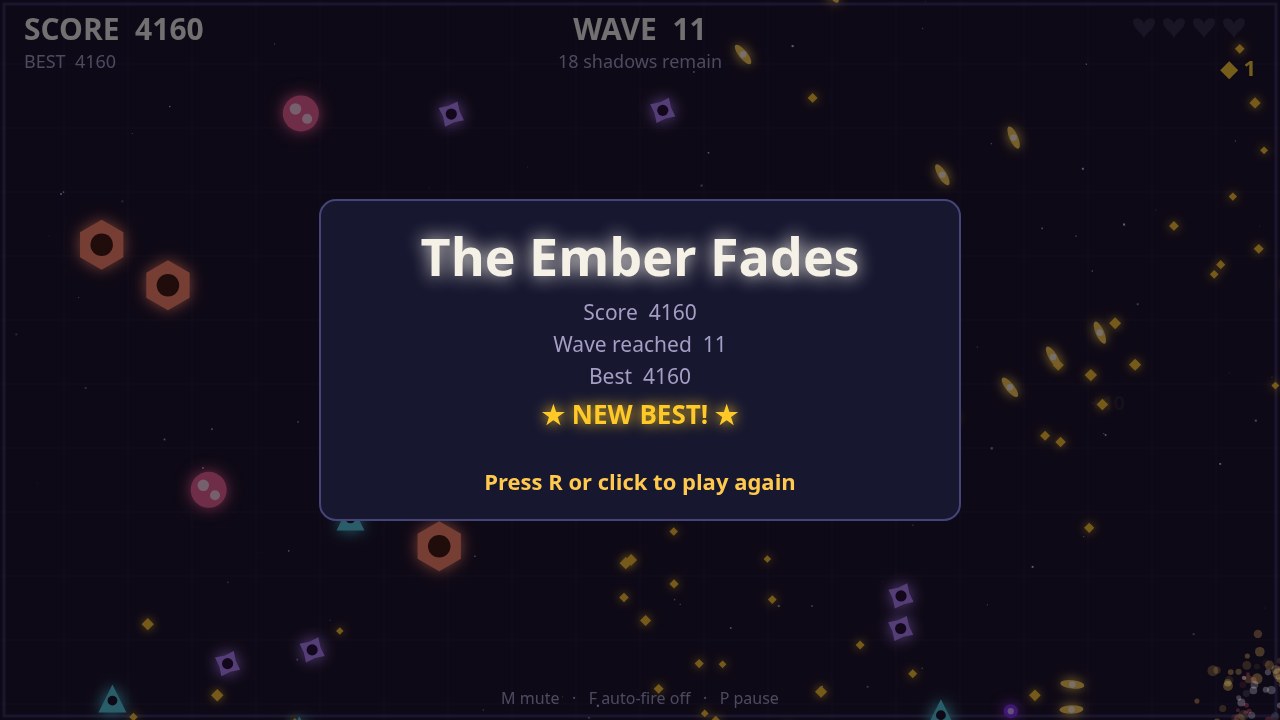 SCORE 4160
BEST 4160
WAVE 11
18 shadows remain
1
The Ember Fades
Score 4160
Wave reached 11
Best 4160
★ NEW BEST! ★
Press R or click to play again
M mute · F auto-fire off · P pause